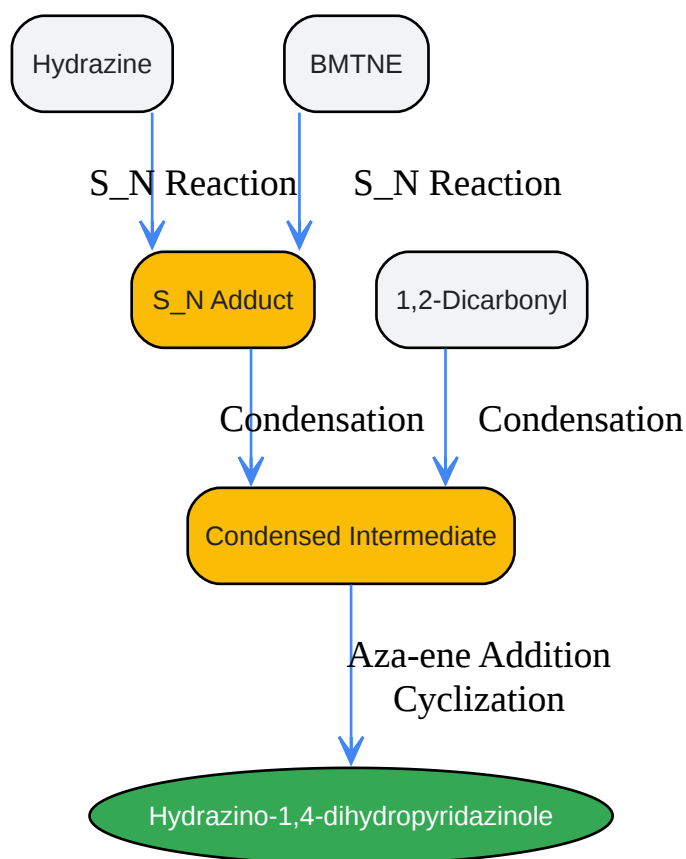 Hydrazine
BMTNE
S_N Reaction
S_N Reaction
S_N Adduct
1,2-Dicarbonyl
Condensation
Condensation
Condensed Intermediate
Aza-ene Addition
Cyclization
Hydrazino-1,4-dihydropyridazinole